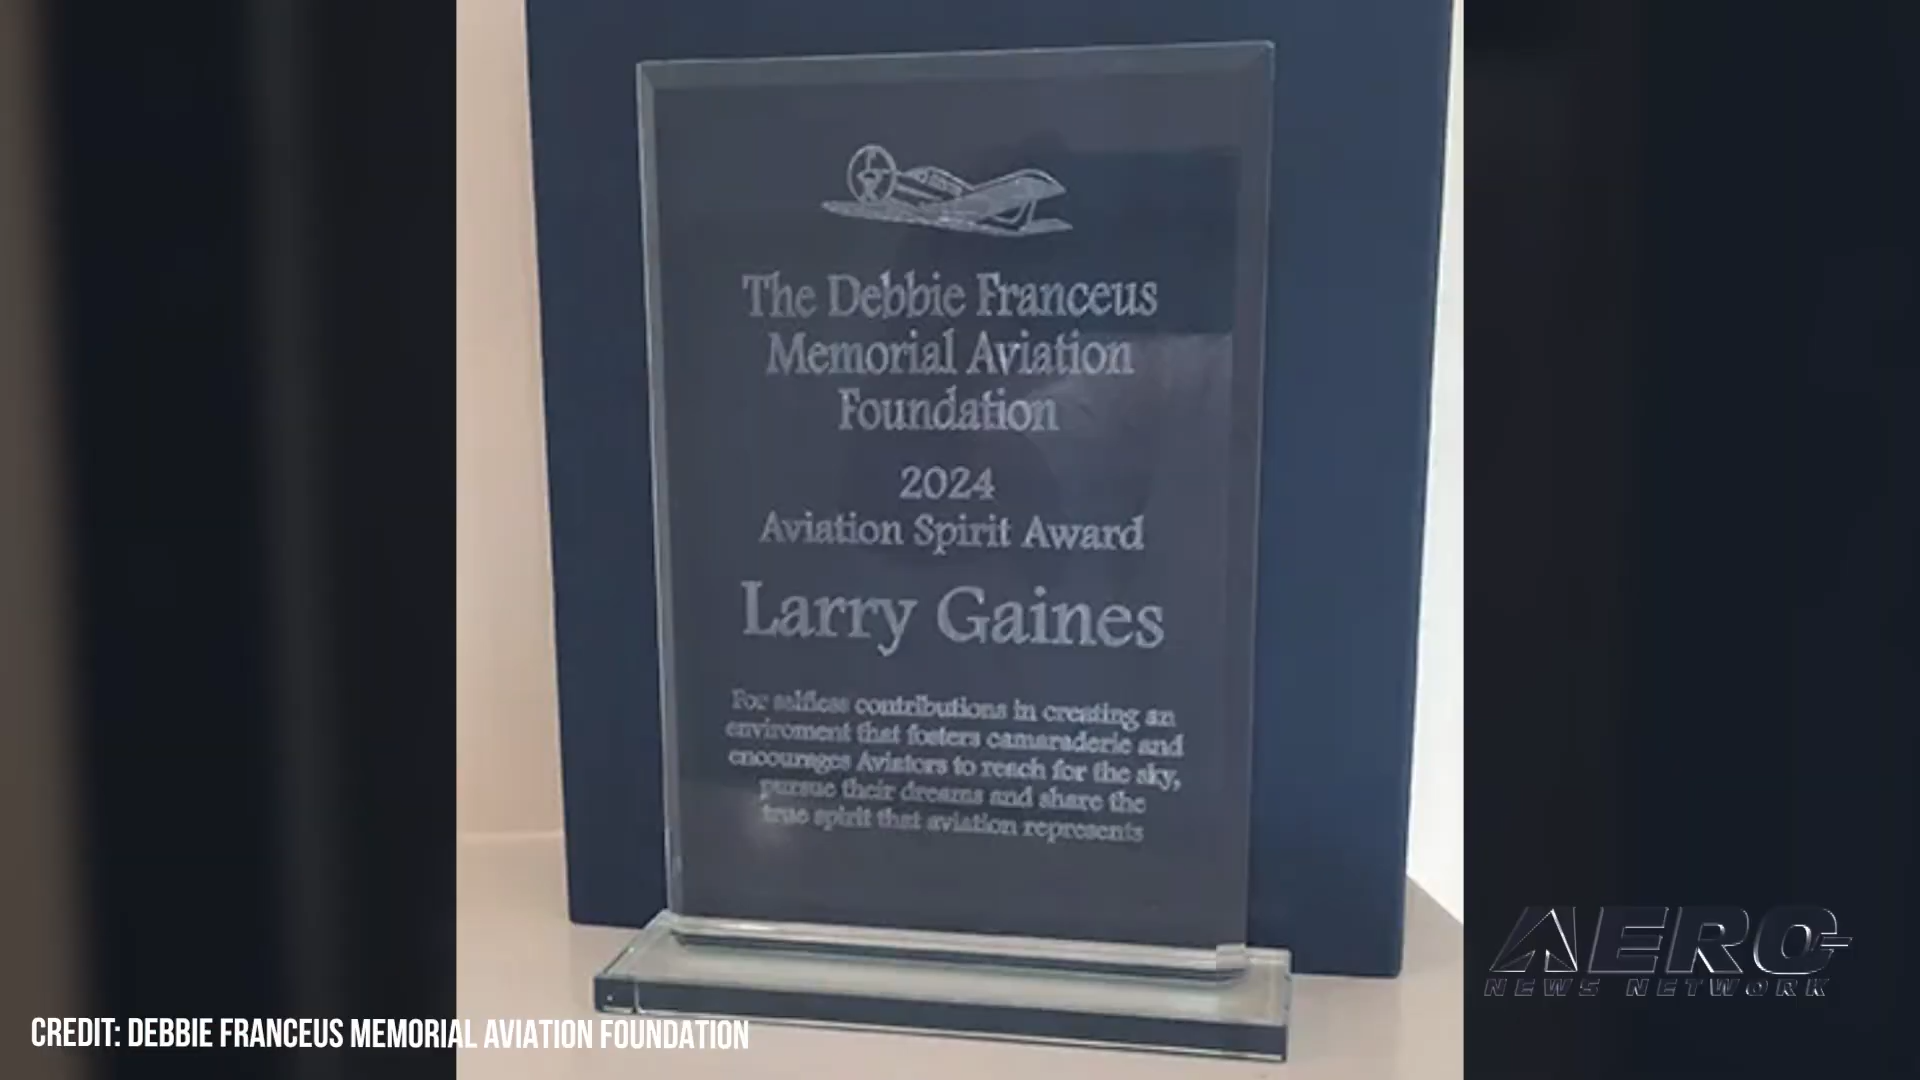 The Debbie Franceus
Memorial Aviation
Foundation
2024
Aviation Spirit Award
Larry Gaines
For selfless contributions in creating an
enviroment that fosters camaraderie and
encourages Aviators to reach for the sky,
pursue their dreams and share the
true spirit that aviation represents
AERO-
NEWS NETWORK
CREDIT: DEBBIE FRANCEUS MEMORIAL AVIATION FOUNDATION